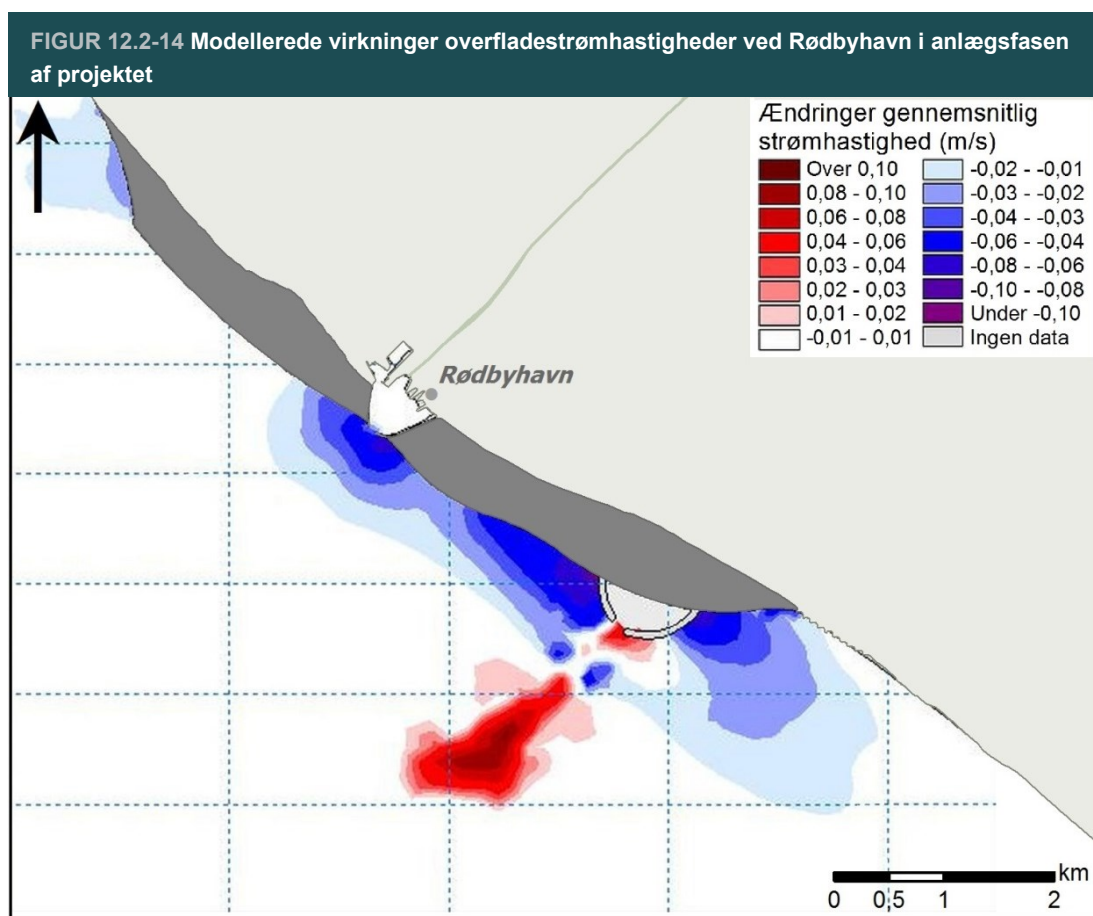 FIGUR 12.2-14 Modellerede virkninger overfladestrømhastigheder ved Rødbyhavn i anlægsfasen
af projektet
Ændringer gennemsnitlig
strømhastighed (m/s)
Over 0,10
0,08 - 0,10
0,06 - 0,08
0,04 - 0,06
0,03 - 0,04
0,02 - 0,03
0,01 - 0,02
-0,01 - 0,01
-0,02 - -0,01
-0,03 - -0,02
-0,04 - -0,03
-0,06 - -0,04
-0,08 - -0,06
-0,10 - -0,08
Under -0,10
Ingen data
Rødbyhavn
km
0 0,5 1 2